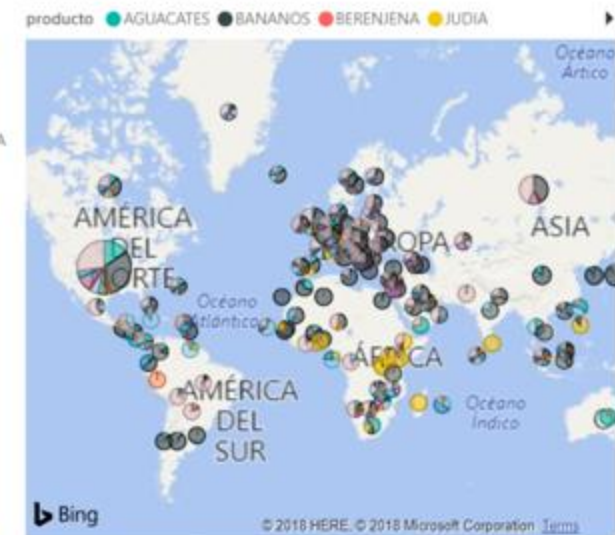 producto AGUACATES BANANOS BERENJENA JUDIA
A
Océano
Ártico
AMÉRICA
DEL
NORTE
OPA
ASIA
Océano
Atlántico
ÁFRICA
AMÉRICA
DEL
SUR
Océano
Índico
Bing
© 2018 HERE, © 2018 Microsoft Corporation Terms